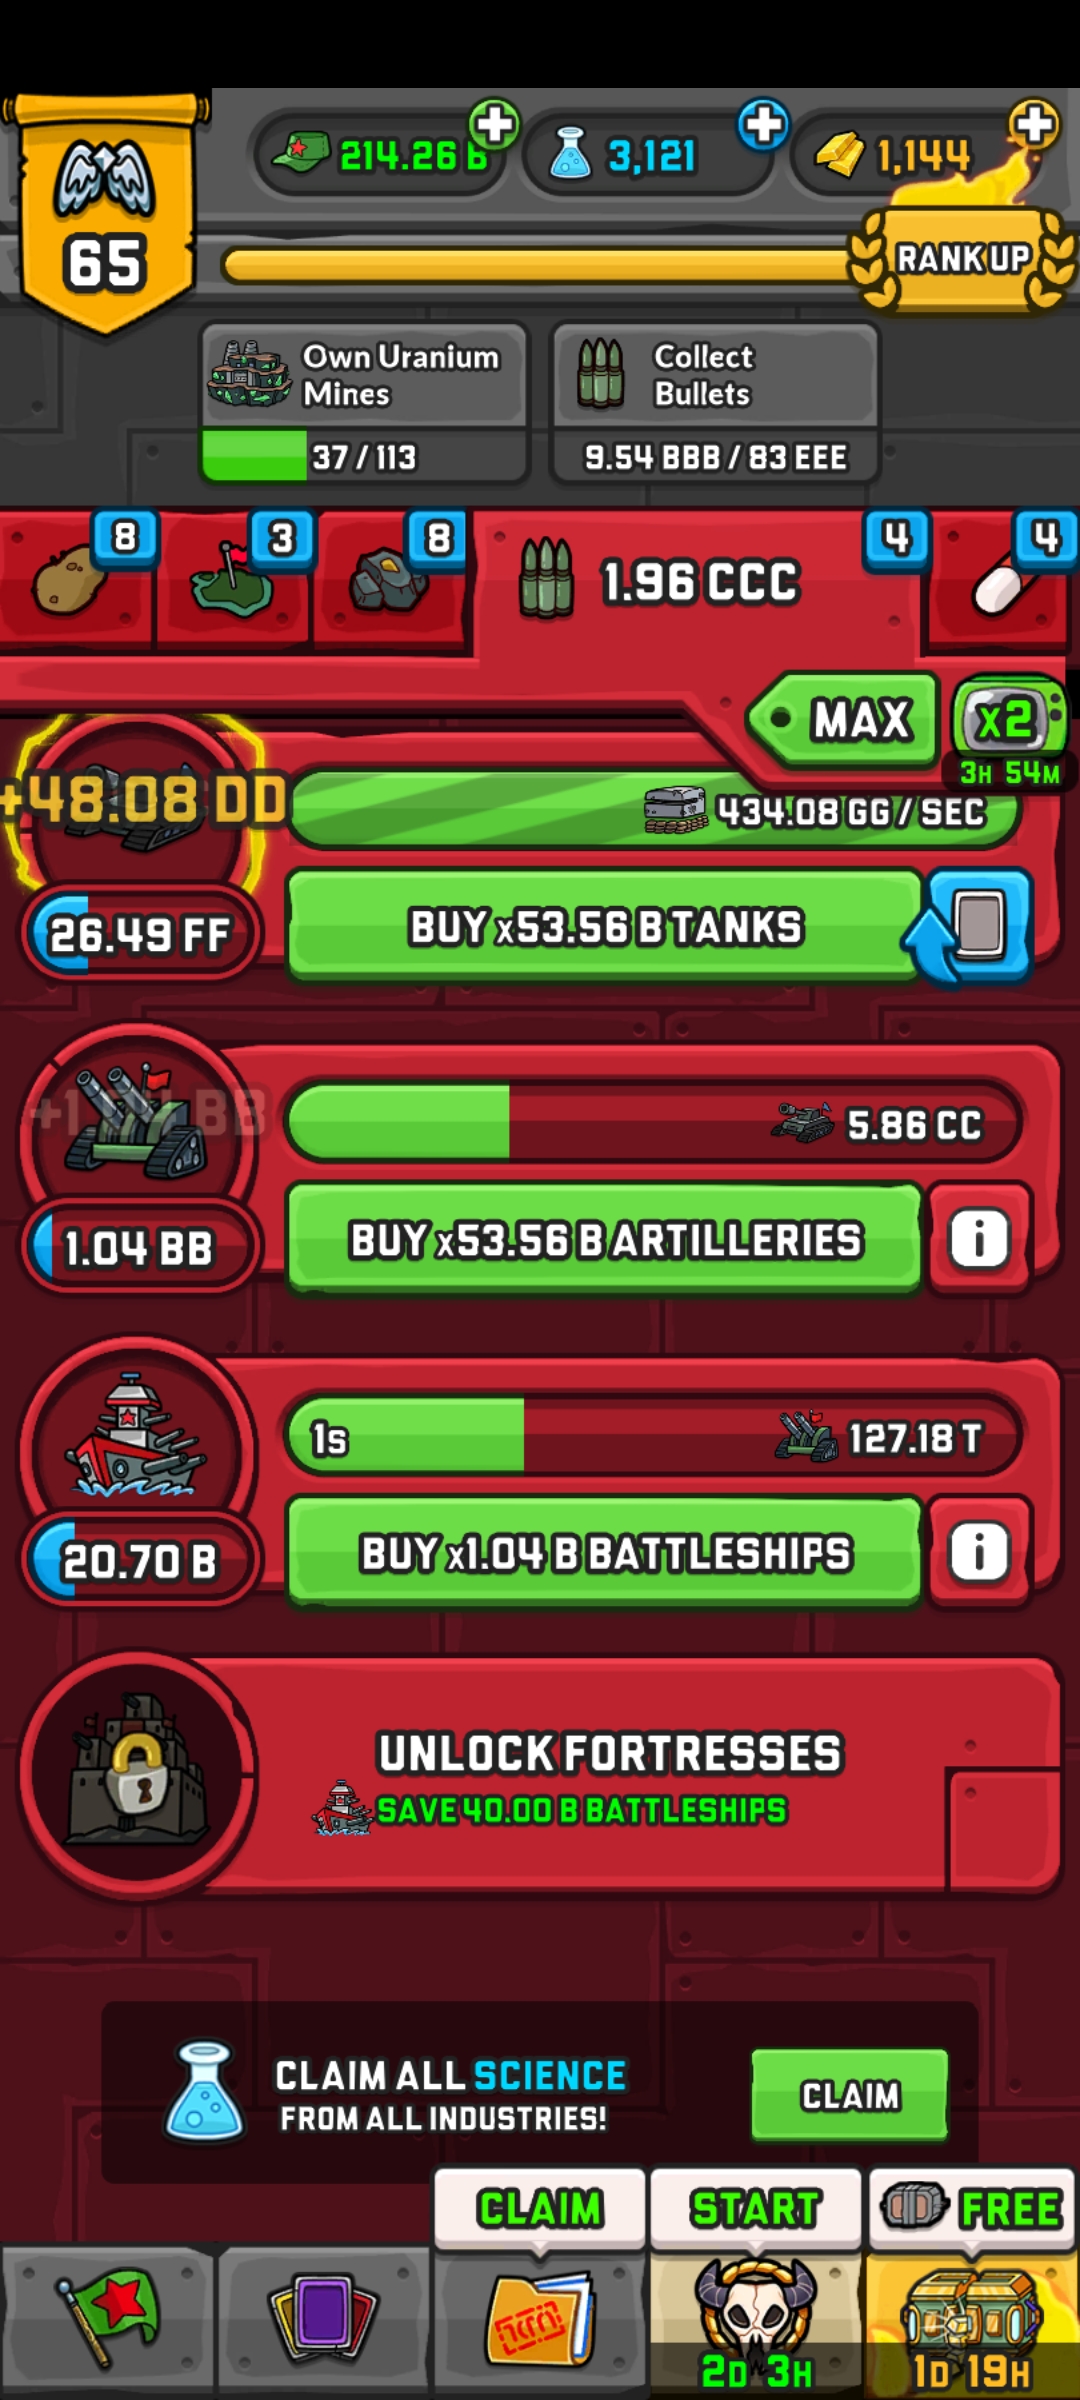 214.26 B
3,121
1,144
65
RANK UP
Own Uranium
Mines
37 / 113
Collect
Bullets
9.54 BBB / 83 EEE
8
3
8
1.96 CCC
4
4
MAX
x2
3H 54M
+48.08 DD
434.08 GG / SEC
26.49 FF
BUY x53.56 B TANKS
5.86 CC
1.04 BB
BUY x53.56 B ARTILLERIES
1s
127.18 T
20.70 B
BUY x1.04 B BATTLESHIPS
UNLOCK FORTRESSES
SAVE 40.00 B BATTLESHIPS
CLAIM ALL SCIENCE
FROM ALL INDUSTRIES!
CLAIM
CLAIM
START
FREE
2D 3H
1D 19H